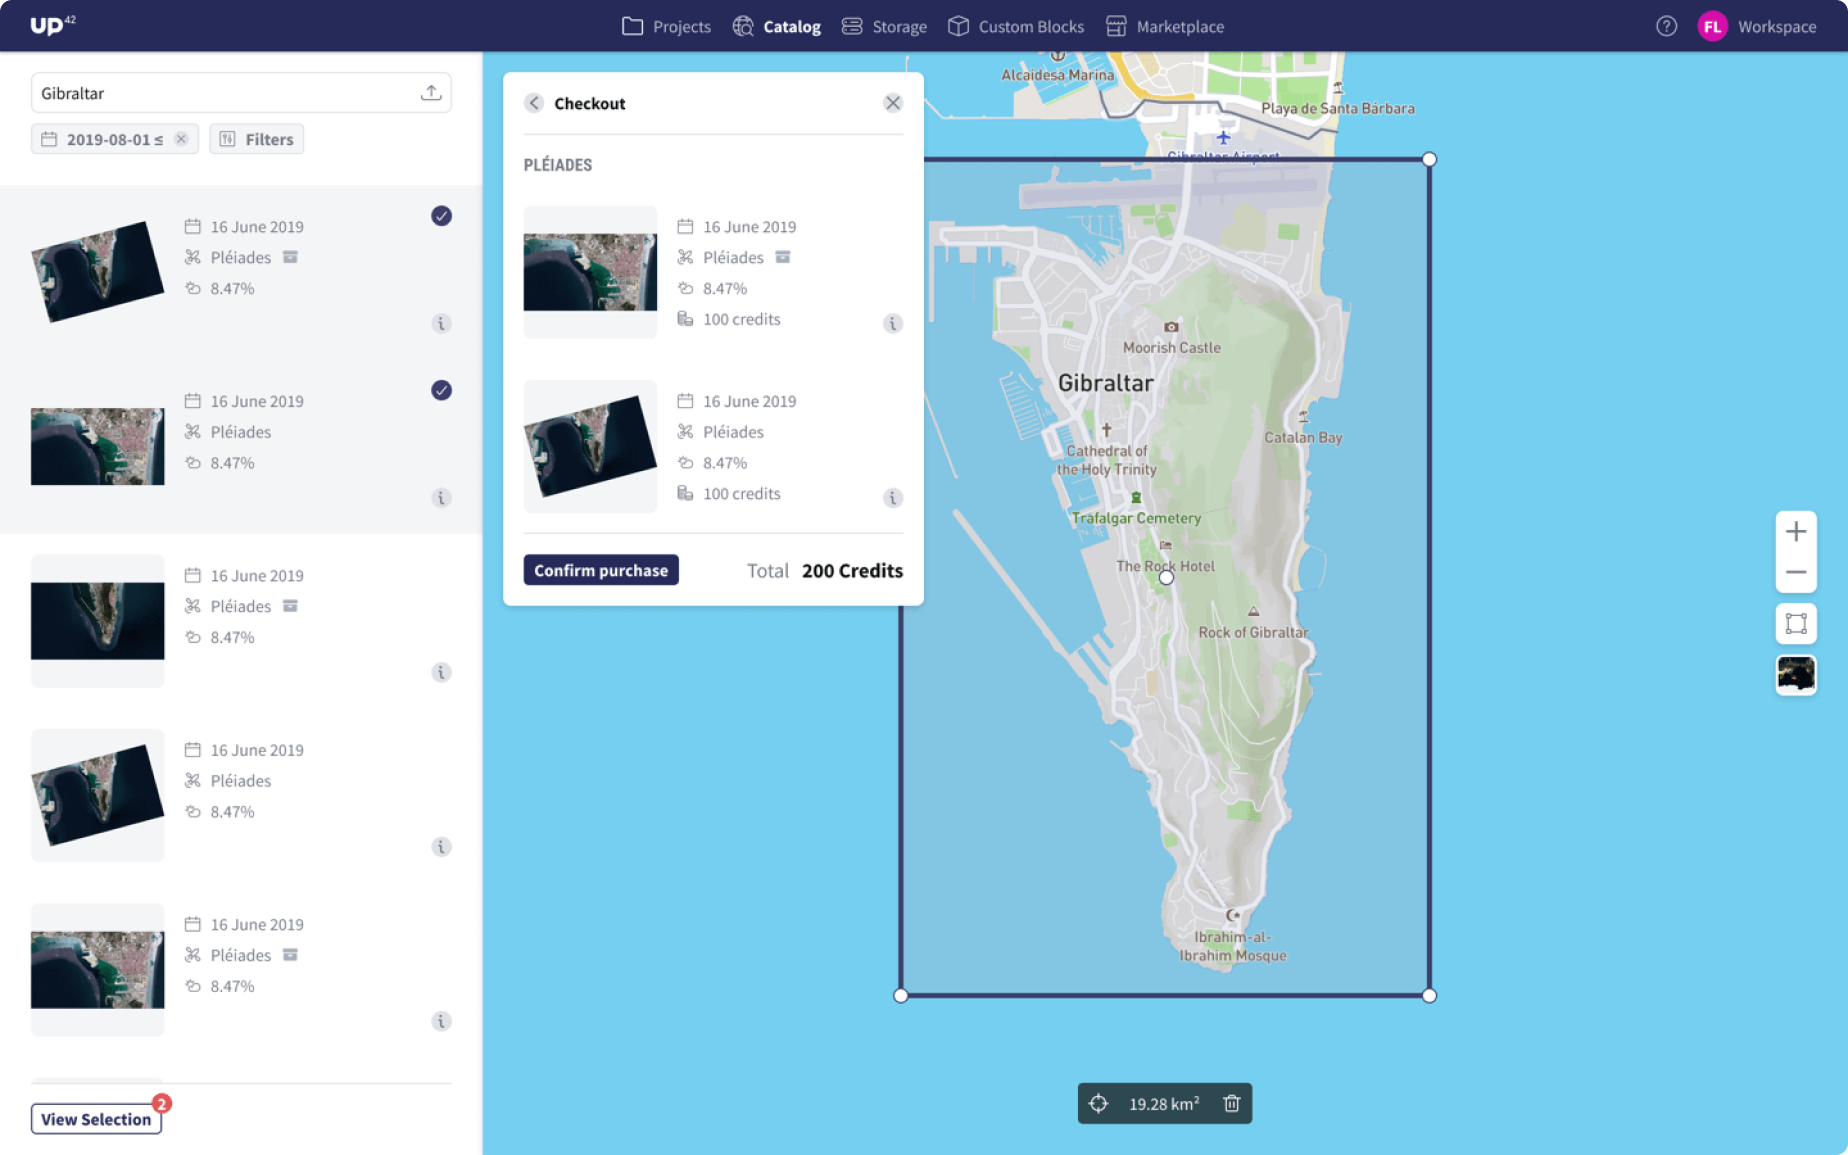 up42
Projects
Catalog
Storage
Custom Blocks
Marketplace
FL
Workspace
Gibraltar
2019-08-01 ≤
Filters
16 June 2019
Pléiades
8.47%
16 June 2019
Pléiades
8.47%
16 June 2019
Pléiades
8.47%
16 June 2019
Pléiades
8.47%
16 June 2019
Pléiades
8.47%
View Selection
2
Checkout
PLÉIADES
16 June 2019
Pléiades
8.47%
100 credits
16 June 2019
Pléiades
8.47%
100 credits
Confirm purchase
Total 200 Credits
Alcaidesa Marina
Playa de Santa Bárbara
Gibraltar Airport
Moorish Castle
Gibraltar
Catalan Bay
Cathedral of
the Holy Trinity
Trafalgar Cemetery
The Rock Hotel
Rock of Gibraltar
Ibrahim-al-
Ibrahim Mosque
19.28 km²